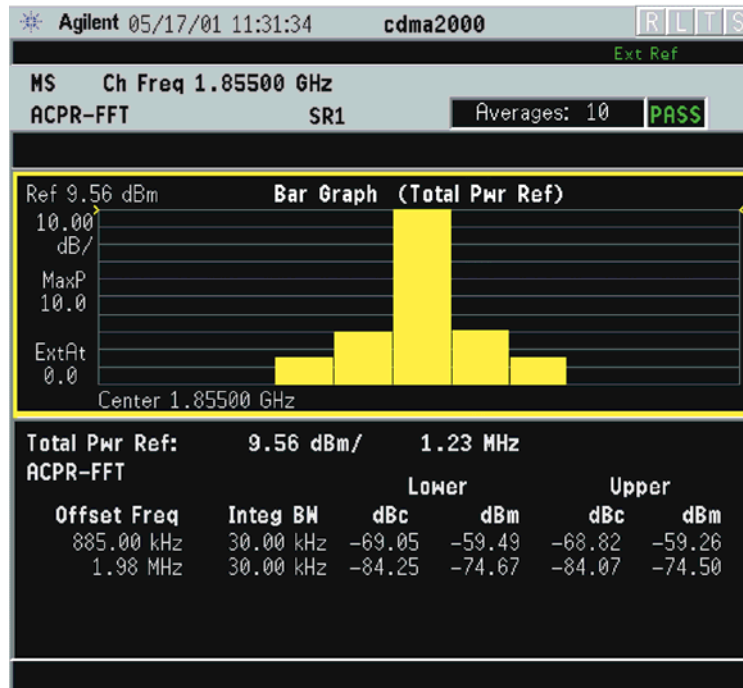 Agilent 05/17/01 11:31:34 cdma2000 R L T S
Ext Ref
MS Ch Freq 1.85500 GHz
ACPR-FFT SR1 Averages: 10 PASS
Ref 9.56 dBm Bar Graph (Total Pwr Ref)
10.00
dB/
MaxP
10.0
ExtAt
0.0
Center 1.85500 GHz
Total Pwr Ref: 9.56 dBm/ 1.23 MHz
ACPR-FFT
Lower Upper
Offset Freq Integ BW dBc dBm dBc dBm
885.00 kHz 30.00 kHz -69.05 -59.49 -68.82 -59.26
1.98 MHz 30.00 kHz -84.25 -74.67 -84.07 -74.50